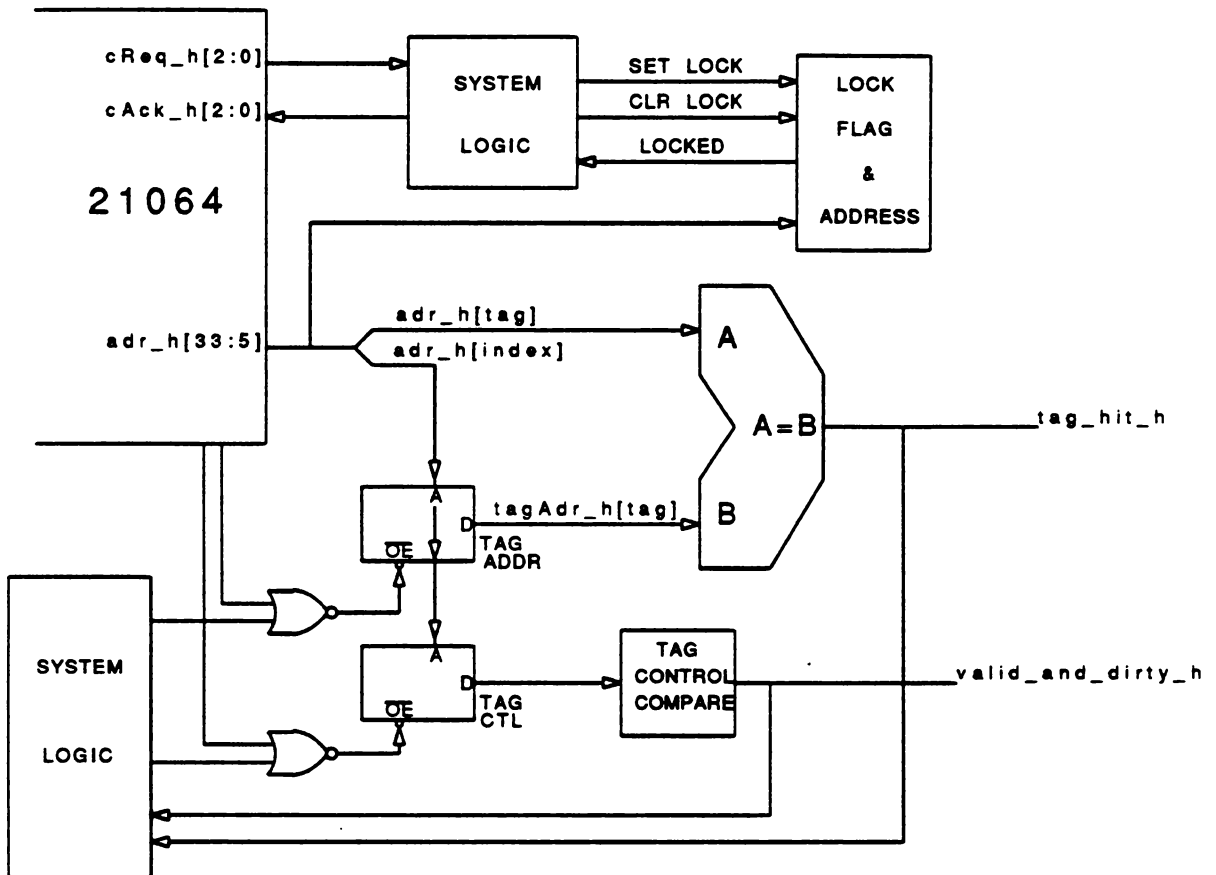 cReq_h[2:0]
cAck_h[2:0]
21064
adr_h[33:5]
SYSTEM
LOGIC
SET LOCK
CLR LOCK
LOCKED
LOCK
FLAG
&
ADDRESS
adr_h[tag]
adr_h[index]
A
B
A=B
tag_hit_h
A
D
OE
TAG
ADDR
tagAdr_h[tag]
A
D
OE
TAG
CTL
TAG
CONTROL
COMPARE
valid_and_dirty_h
SYSTEM
LOGIC